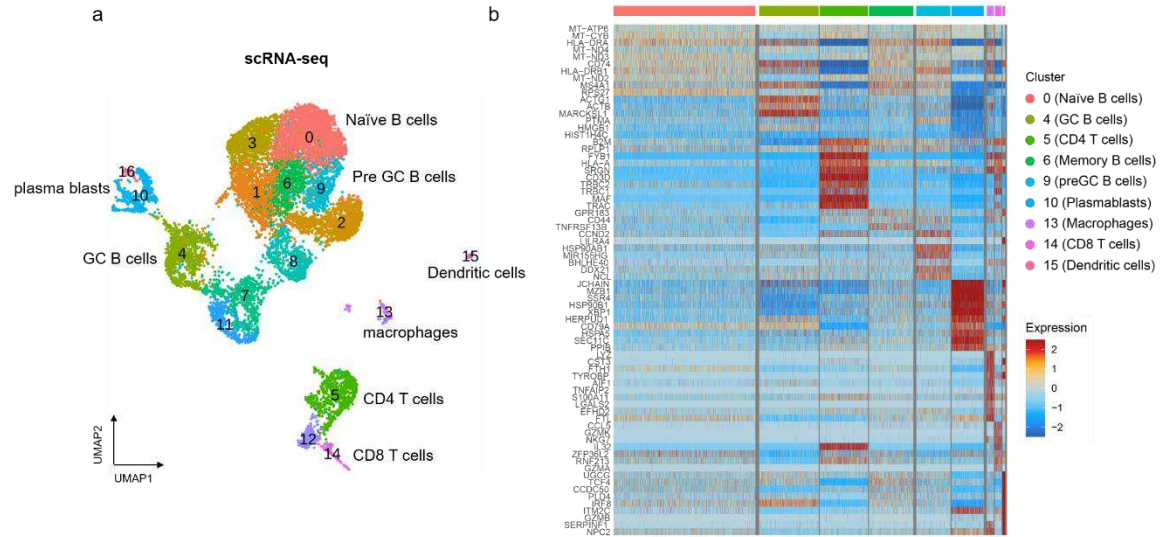 a
b
scRNA-seq
0
Naïve B cells
3
1
6
9
Pre GC B cells
2
16
10
plasma blasts
4
GC B cells
8
7
11
15
Dendritic cells
13
macrophages
5
CD4 T cells
12
14
CD8 T cells
UMAP2
UMAP1
MT-ATP6
MT-CYB
HLA-DRA
MT-ND4
MT-ND3
CD74
HLA-DRB1
MT-ND2
MS4A1
RPS27
ACTG1
ACTB
MARCKSL1
PTMA
HMGB1
HIST1H4C
B2M
RPLP1
FYB1
HLA-A
SRGN
CD3D
TRBC2
TRBC1
MAF
TRAC
GPR183
CD44
TNFRSF13B
CCND2
LILRA4
HSP90AB1
MIR155HG
BHLHE40
DDX21
NCL
JCHAIN
MZB1
SSR4
HSP90B1
XBP1
HERPUD1
CD79A
HSPA5
SEC11C
PPIB
LYZ
CST3
FTH1
TYROBP
AIF1
TNFAIP2
S100A11
LGALS2
EFHD2
FTL
CCL5
GZMK
NKG7
IL32
ZFP36L2
RNF213
GZMA
UGCG
TCF4
CCDC50
PLD4
IRF8
ITM2C
GZMB
SERPINF1
NPC2
Cluster
0 (Naïve B cells)
4 (GC B cells)
5 (CD4 T cells)
6 (Memory B cells)
9 (preGC B cells)
10 (Plasmablasts)
13 (Macrophages)
14 (CD8 T cells)
15 (Dendritic cells)
Expression
2
1
0
−1
−2